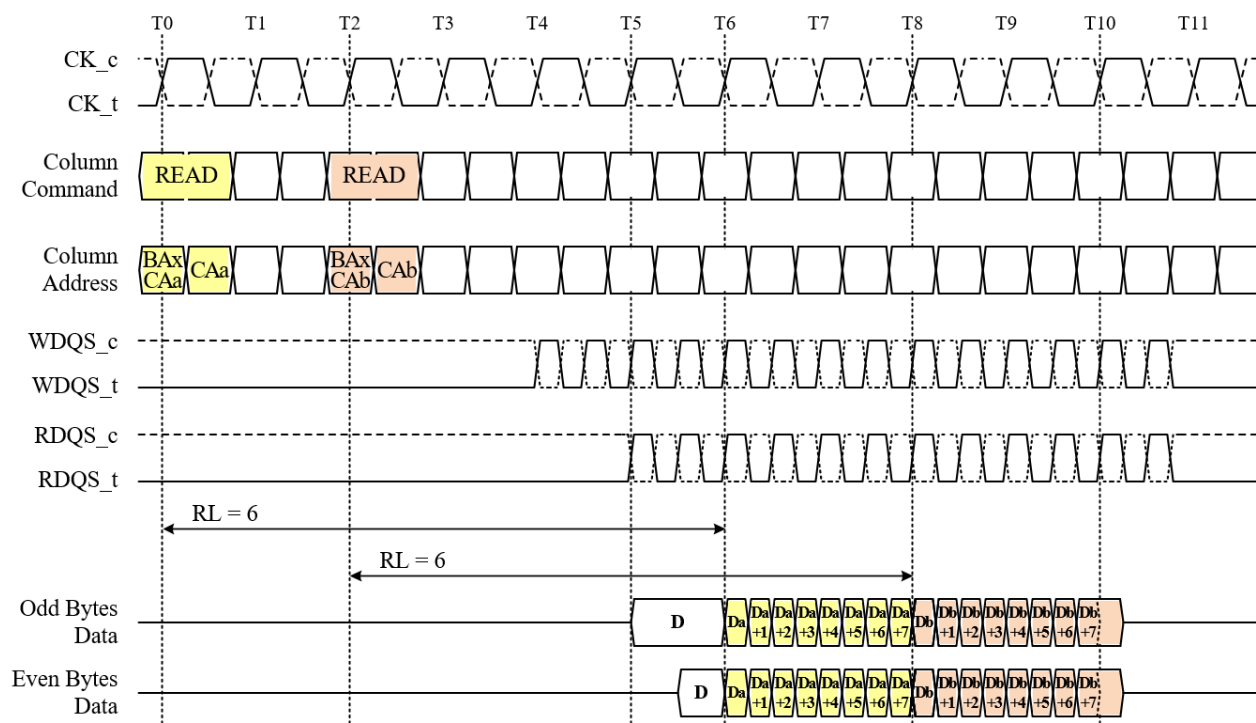 T0 T1 T2 T3 T4 T5 T6 T7 T8 T9 T10 T11
CK_c
CK_t
Column
Command
READ READ
Column
Address
BAx
CAa
CAa
BAx
CAb
CAb
WDQS_c
WDQS_t
RDQS_c
RDQS_t
RL = 6
RL = 6
Odd Bytes
Data
D Da Da
+1 Da
+2 Da
+3 Da
+4 Da
+5 Da
+6 Da
+7 Db Db
+1 Db
+2 Db
+3 Db
+4 Db
+5 Db
+6 Db
+7
Even Bytes
Data
D Da Da
+1 Da
+2 Da
+3 Da
+4 Da
+5 Da
+6 Da
+7 Db Db
+1 Db
+2 Db
+3 Db
+4 Db
+5 Db
+6 Db
+7